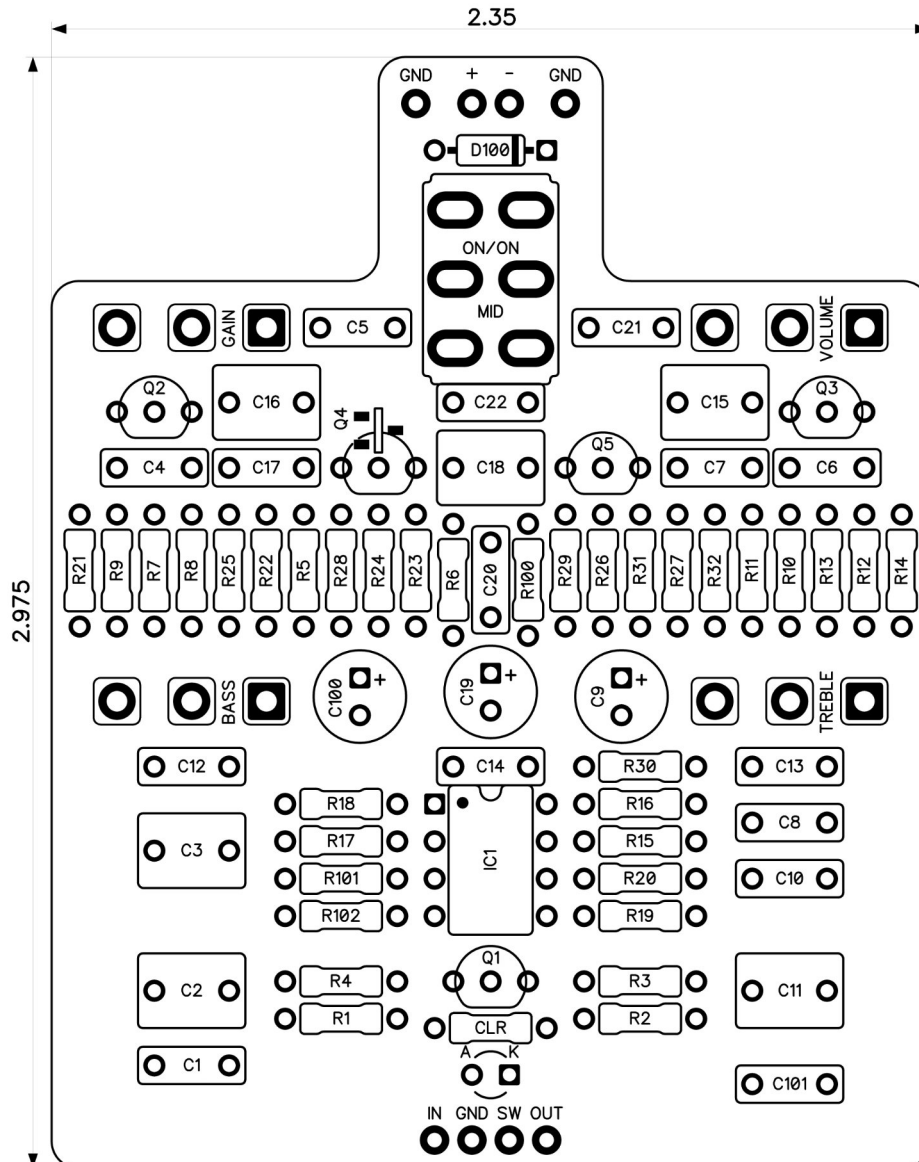 2.35
2.975
GND + - GND
D100
ON/ON
MID
GAIN C5 C21 VOLUME
Q2 C16 Q4 C22 C15 Q3
C4 C17 C18 Q5 C7 C6
R21 R9 R7 R8 R25 R22 R5 R28 R24 R23 R6 C20 R100 R29 R26 R31 R27 R32 R11 R10 R13 R12 R14
BASS C100 + C19 + C9 + TREBLE
C12 C14 R30 C13
R18 R16
C3 R17 IC1 R15 C8
R101 R20 C10
R102 R19
Q1
C2 R4 R3 C11
R1 CLR R2
A K
C1 C101
IN GND SW OUT